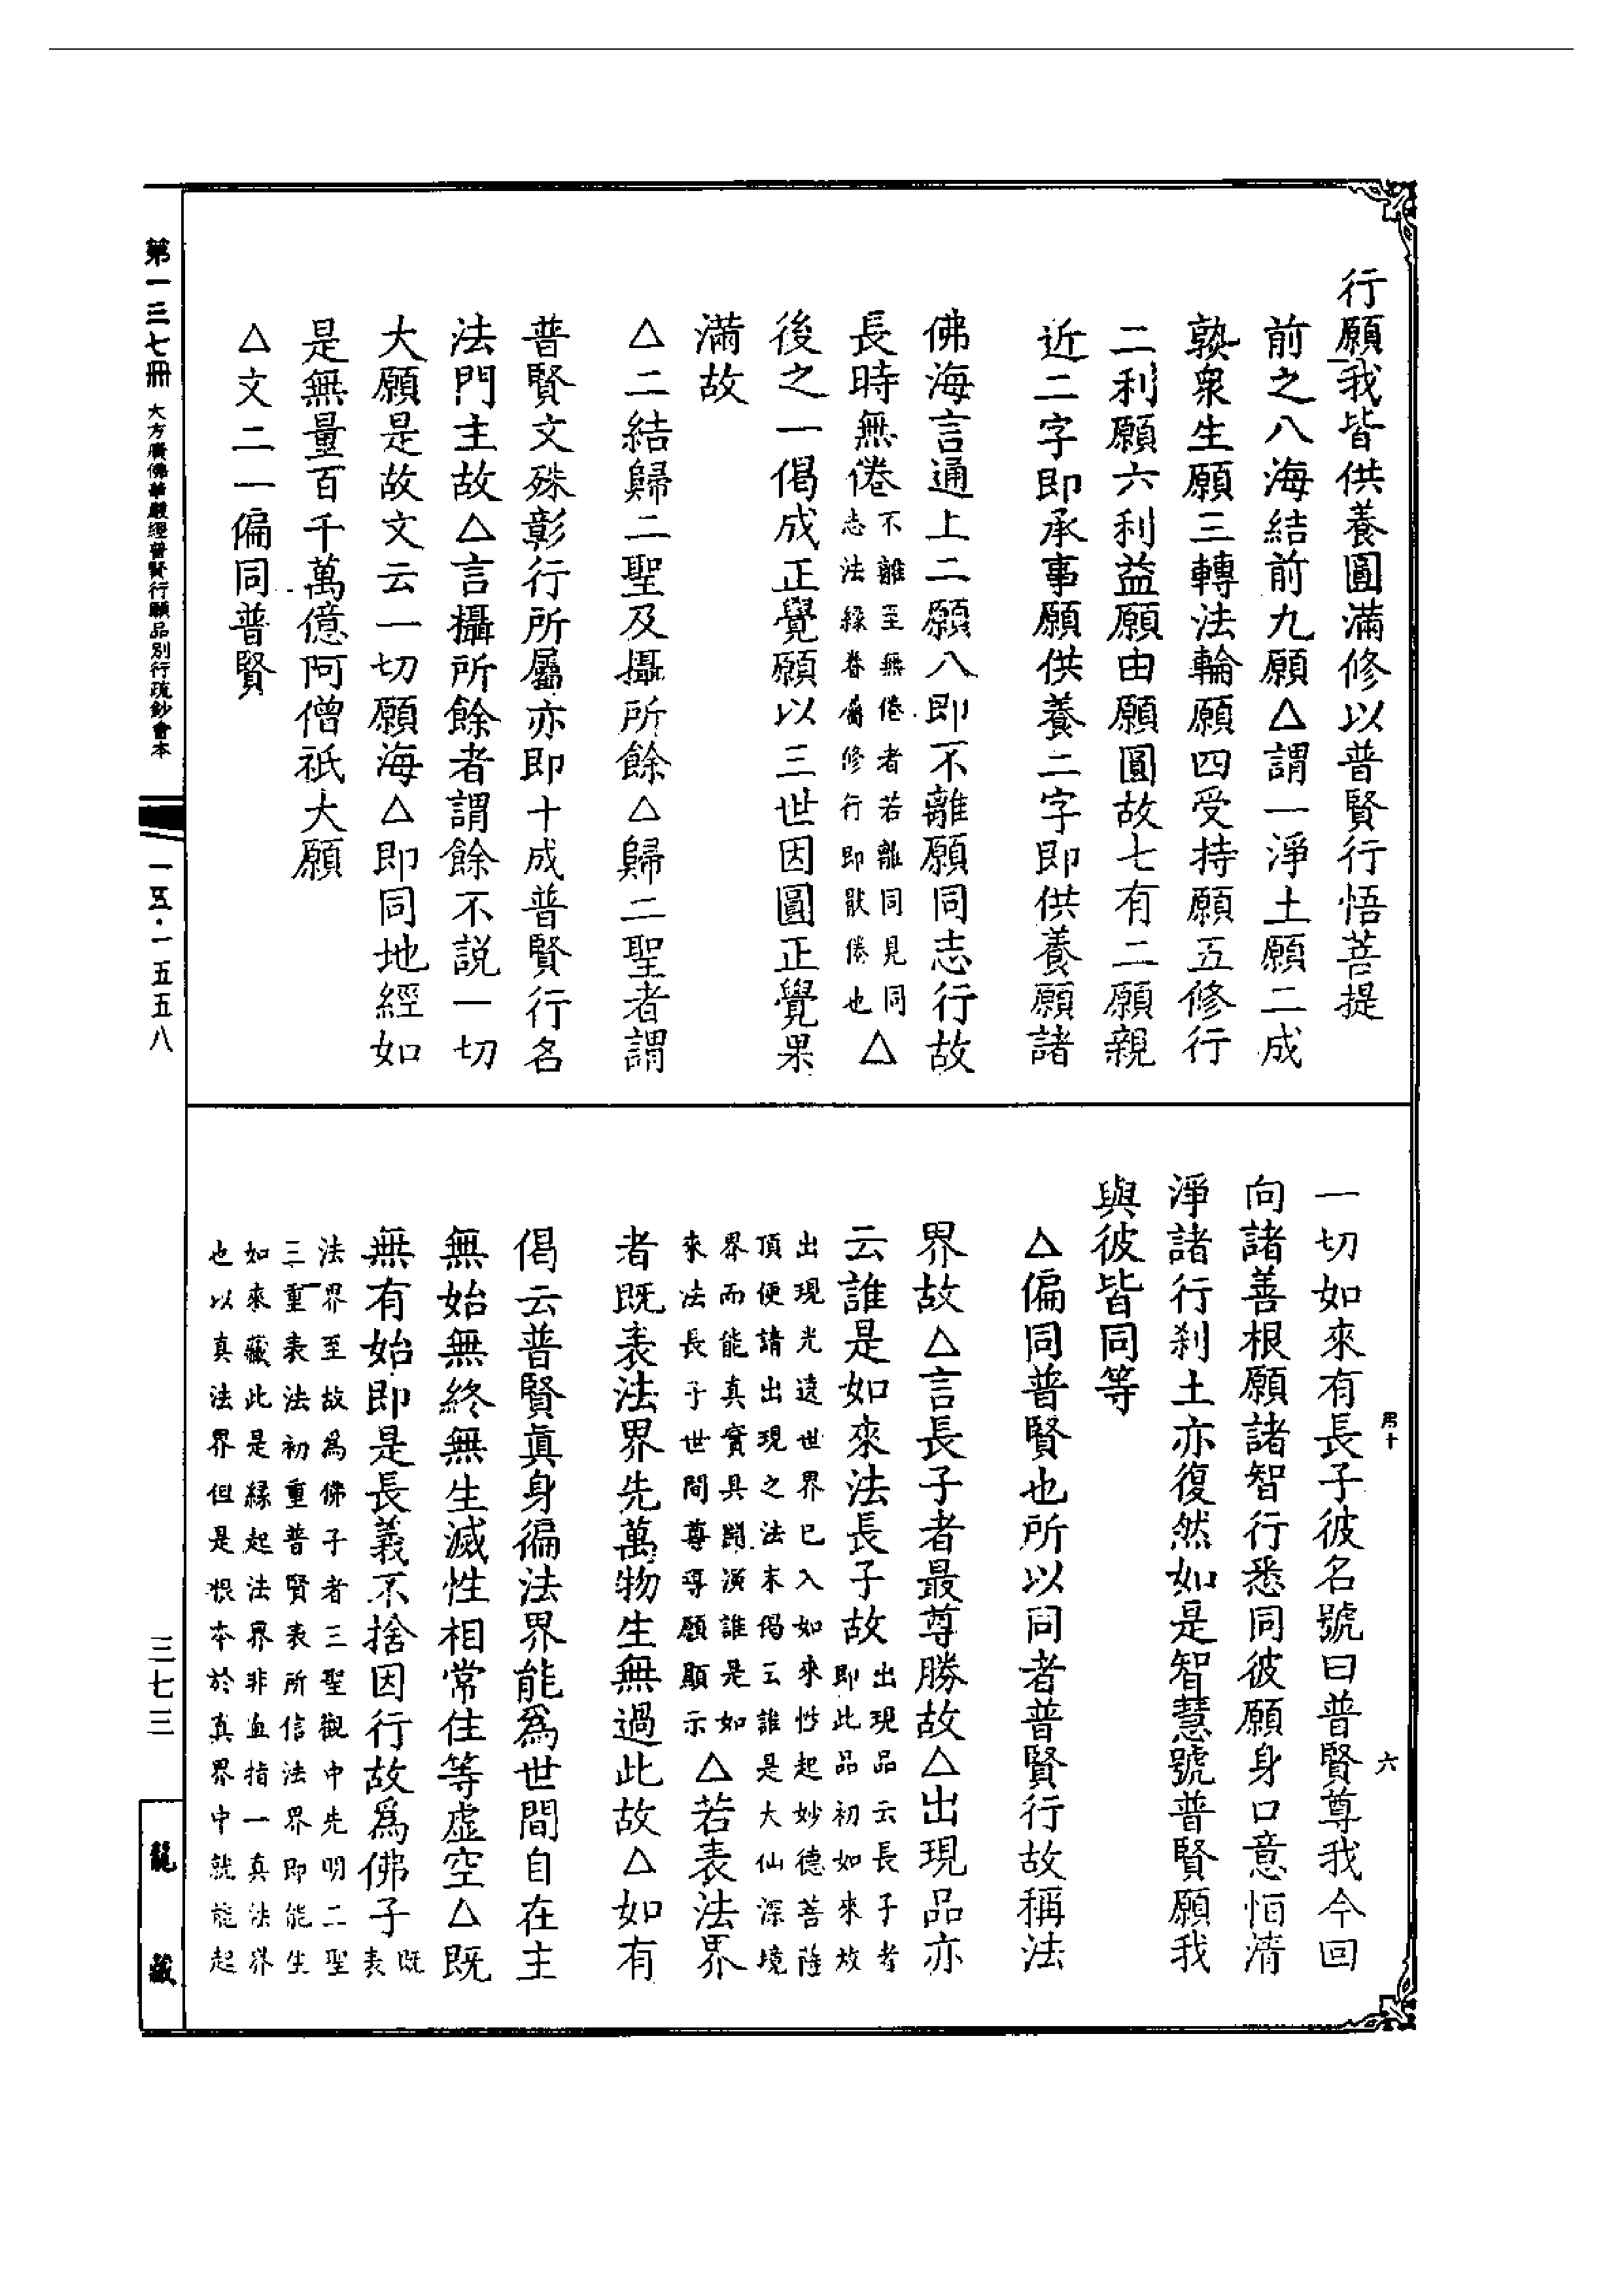 行願我皆供養圓滿修以普賢行悟菩提
前之八海結前九願△謂一淨土願二成
孰衆生願三轉法輪願四受持願五修行
二利願六利益願由願圓故七有二願親
近二字即承事願供養二字即供養願諸
佛海言通上二願八即不離願同志行故
長時無倦不離至無倦者若離同見同
志法緣眷屬修行即猒倦也△
後之一偈成正覺願以三世因圓正覺果
滿故
△二結歸二聖及攝所餘△歸二聖者謂
普賢文殊彰行所屬亦即十成普賢行名
法門主故△言攝所餘者謂餘不説一切
大願是故文云一切願海△即同地經如
是無量百千萬億阿僧祇大願
△文二一偏同普賢
一切如來有長子彼名號曰普賢尊我今回
向諸善根願諸智行悉同彼願身口意恒清
淨諸行刹土亦復然如是智慧號普賢願我
與彼皆同等
△偏同普賢也所以同者普賢行故稱法
界故△言長子者最尊勝故△出現品亦
云誰是如來法長子故出現品云長子者
即此品初如來放
出現光遶世界已入如來性起妙德菩薩
頂便請出現之法末偈云誰是大仙深境
界而能真實具開演誰是如
來法長子世間尊導願顯示△若表法界
者既表法界先萬物生無過此故△如有
偈云普賢眞身徧法界能爲世間自在主
無始無終無生滅性相常住等虛空△既
無有始即是長義不捨因行故爲佛子既
表
法界至故爲佛子者三聖觀中先明二聖
三重表法初重普賢表所信法界即能生
如來藏此是緣起法界非直指一真法界
也以真法界但是根本於真界中就能起
君十
六
第一三七冊 大方廣佛華嚴經普賢行願品別行疏鈔會本
一五·一五五八
三七三
龍藏